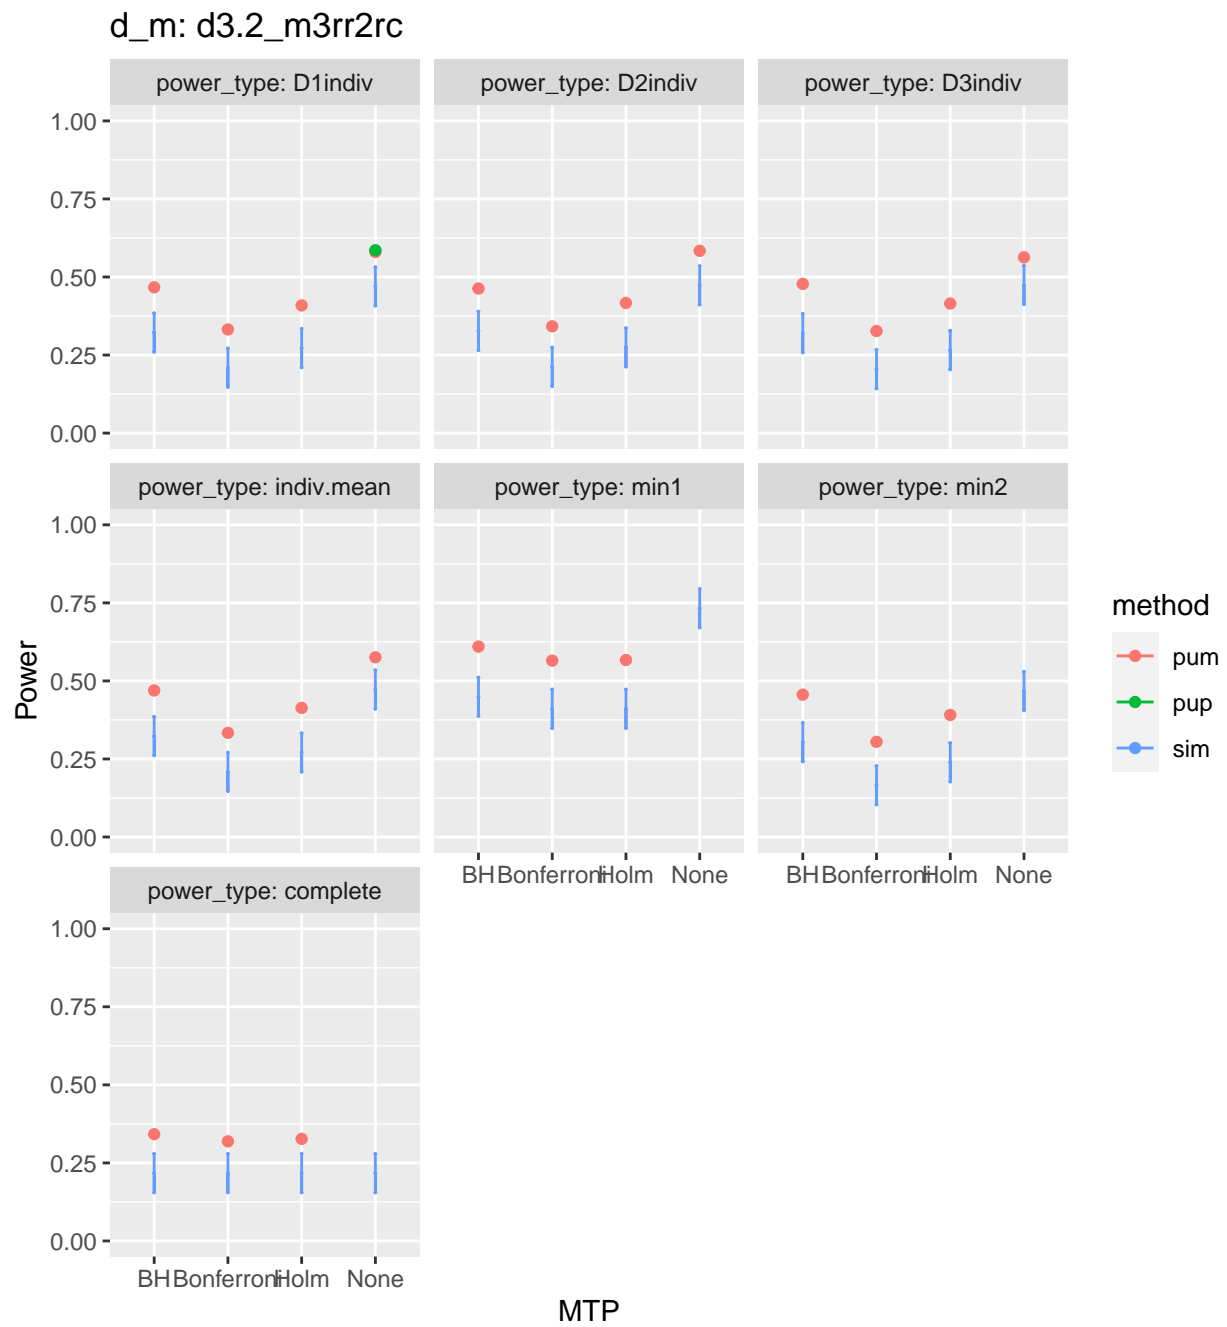 d_m: d3.2_m3rr2rc
power_type: D1indiv
power_type: D2indiv
power_type: D3indiv
1.00
0.75
0.50
0.25
0.00
power_type: indiv.mean
power_type: min1
power_type: min2
1.00
0.75
0.50
0.25
0.00
BH Bonferroni Holm None
BH Bonferroni Holm None
power_type: complete
1.00
0.75
0.50
0.25
0.00
BH Bonferroni Holm None
MTP
Power
method
pum
pup
sim